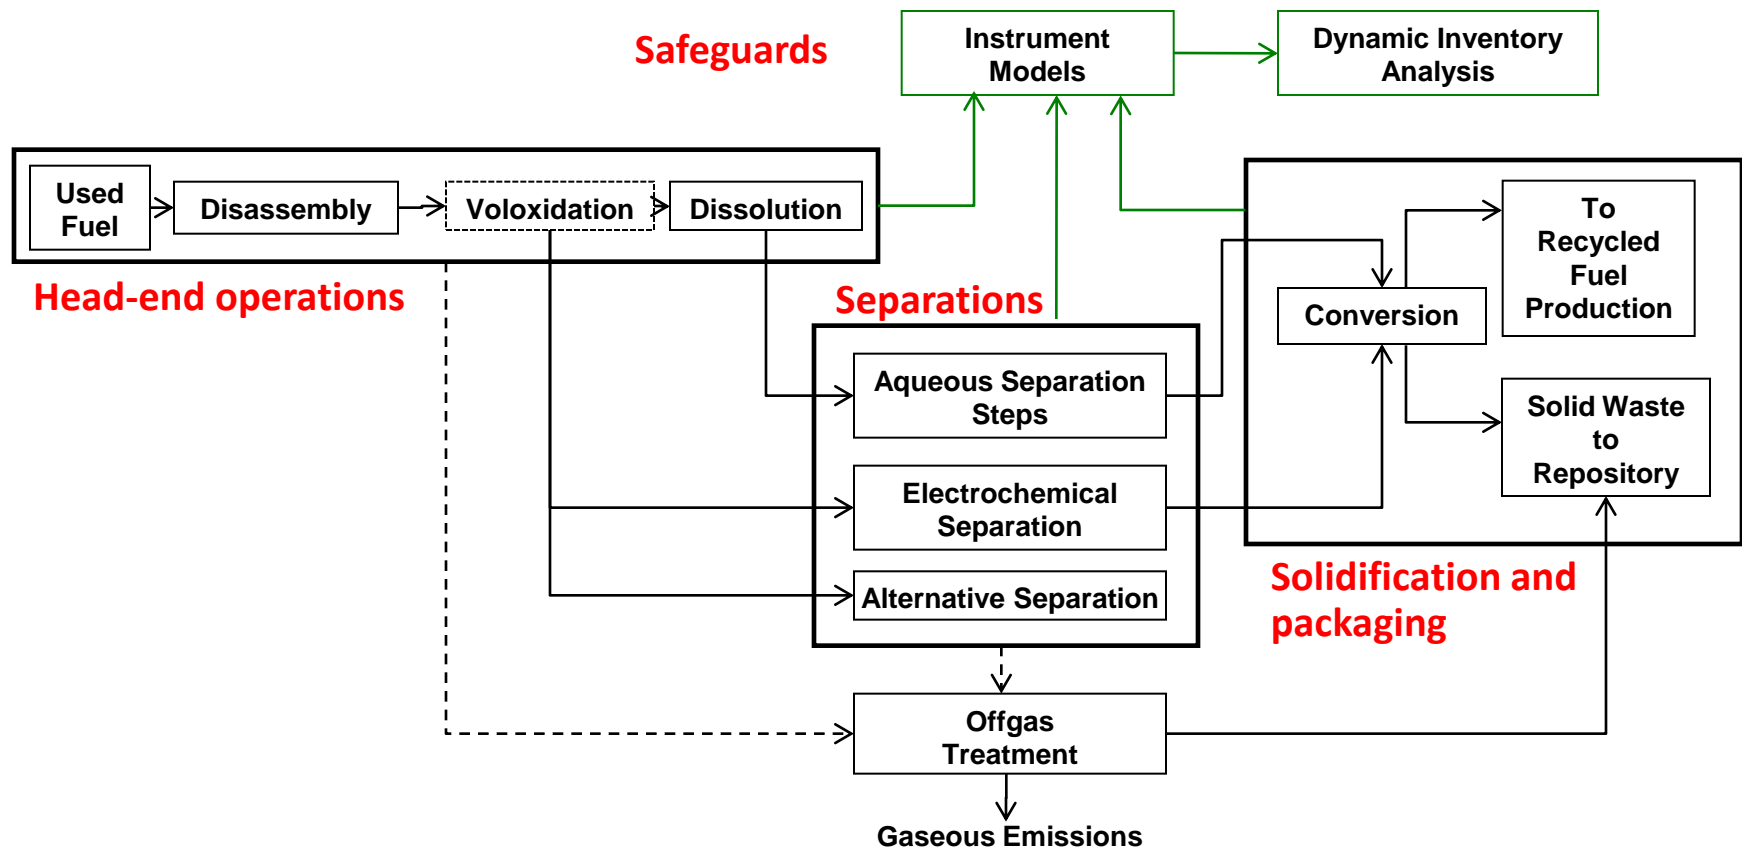 Safeguards
Instrument
Models
Dynamic Inventory
Analysis
Used
Fuel
Disassembly
Voloxidation
Dissolution
Head-end operations
Separations
Aqueous Separation
Steps
Electrochemical
Separation
Alternative Separation
Conversion
To
Recycled
Fuel
Production
Solid Waste
to
Repository
Solidification and
packaging
Offgas
Treatment
Gaseous Emissions